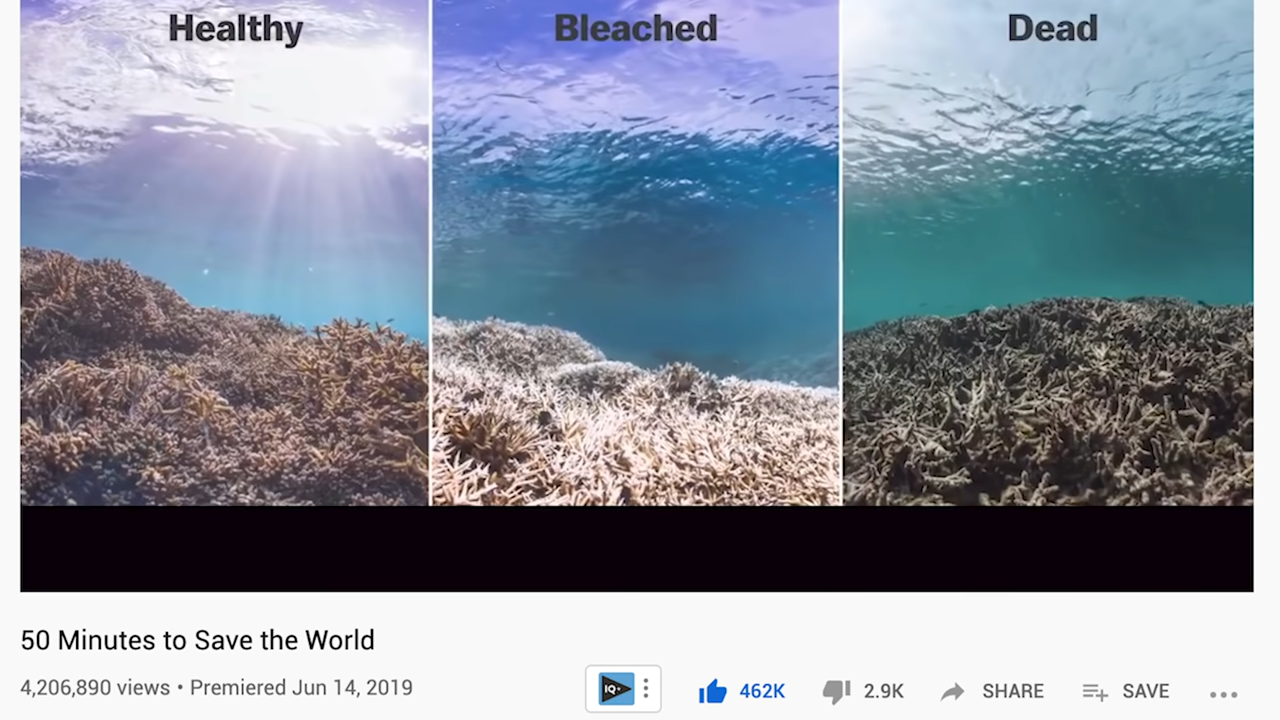 Healthy Bleached Dead
50 Minutes to Save the World
4,206,890 views • Premiered Jun 14, 2019 IQ 462K 2.9K SHARE SAVE